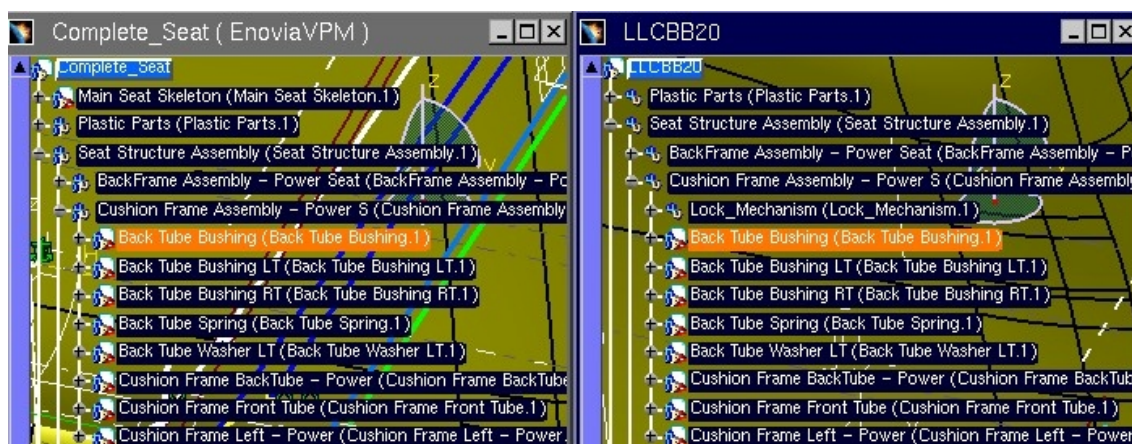 Complete_Seat ( EnoviaVPM )
Complete_Seat
Main Seat Skeleton (Main Seat Skeleton.1)
Plastic Parts (Plastic Parts.1)
Seat Structure Assembly (Seat Structure Assembly.1)
BackFrame Assembly – Power Seat (BackFrame Assembly – Po
Cushion Frame Assembly – Power S (Cushion Frame Assembly
Back Tube Bushing (Back Tube Bushing.1)
Back Tube Bushing LT (Back Tube Bushing LT.1)
Back Tube Bushing RT (Back Tube Bushing RT.1)
Back Tube Spring (Back Tube Spring.1)
Back Tube Washer LT (Back Tube Washer LT.1)
Cushion Frame BackTube – Power (Cushion Frame BackTube
Cushion Frame Front Tube (Cushion Frame Front Tube.1)
Cushion Frame Left – Power (Cushion Frame Left – Power.
Z
Y
LLCBB20
LLCBB20
Plastic Parts (Plastic Parts.1)
Seat Structure Assembly (Seat Structure Assembly.1)
BackFrame Assembly – Power Seat (BackFrame Assembly – P
Cushion Frame Assembly – Power S (Cushion Frame Assembly
Lock_Mechanism (Lock_Mechanism.1)
Back Tube Bushing (Back Tube Bushing.1)
Back Tube Bushing LT (Back Tube Bushing LT.1)
Back Tube Bushing RT (Back Tube Bushing RT.1)
Back Tube Spring (Back Tube Spring.1)
Back Tube Washer LT (Back Tube Washer LT.1)
Cushion Frame BackTube – Power (Cushion Frame BackTub
Cushion Frame Front Tube (Cushion Frame Front Tube.1)
Cushion Frame Left – Power (Cushion Frame Left – Power
Z